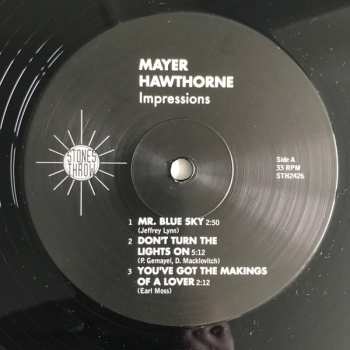 MAYER
HAWTHORNE
Impressions
STONES
THROW
Side A
33 RPM
STH2426
1 MR. BLUE SKY 2:50
(Jeffrey Lynn)
2 DON'T TURN THE
LIGHTS ON 5:12
(P. Gemayel, D. Macklovitch)
3 YOU'VE GOT THE MAKINGS
OF A LOVER 2:12
(Earl Moss)